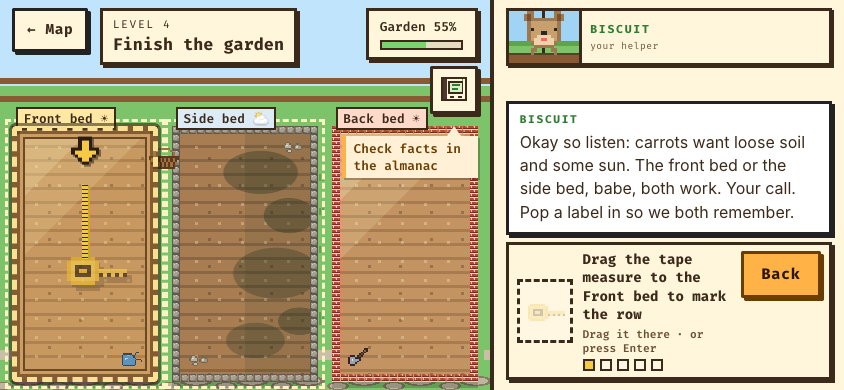 ← Map
LEVEL 4
Finish the garden
Garden 55%
Front bed ☀
Side bed ⛅
Back bed ☀
Check facts in
the almanac
BISCUIT
your helper
BISCUIT
Okay so listen: carrots want loose soil
and some sun. The front bed or the
side bed, babe, both work. Your call.
Pop a label in so we both remember.
Drag the tape
measure to the
Front bed to mark
the row
Drag it there · or
press Enter
Back